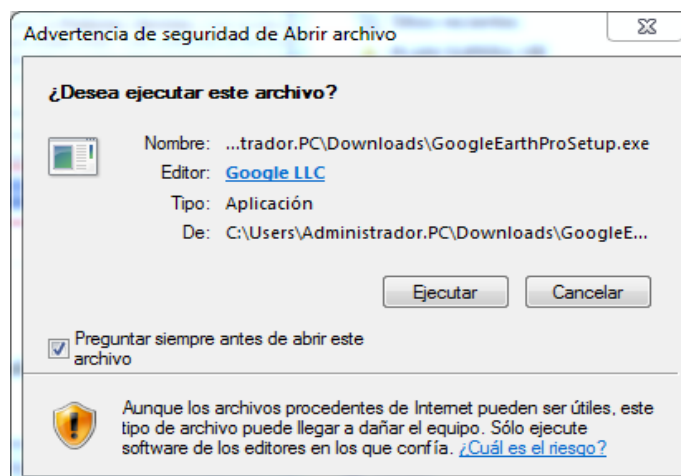 Advertencia de seguridad de Abrir archivo
¿Desea ejecutar este archivo?
Nombre: ...trador.PC\Downloads\GoogleEarthProSetup.exe
Editor: Google LLC
Tipo: Aplicación
De: C:\Users\Administrador.PC\Downloads\GoogleE...
Ejecutar Cancelar
Preguntar siempre antes de abrir este
archivo
Aunque los archivos procedentes de Internet pueden ser útiles, este
tipo de archivo puede llegar a dañar el equipo. Sólo ejecute
software de los editores en los que confía. ¿Cuál es el riesgo?